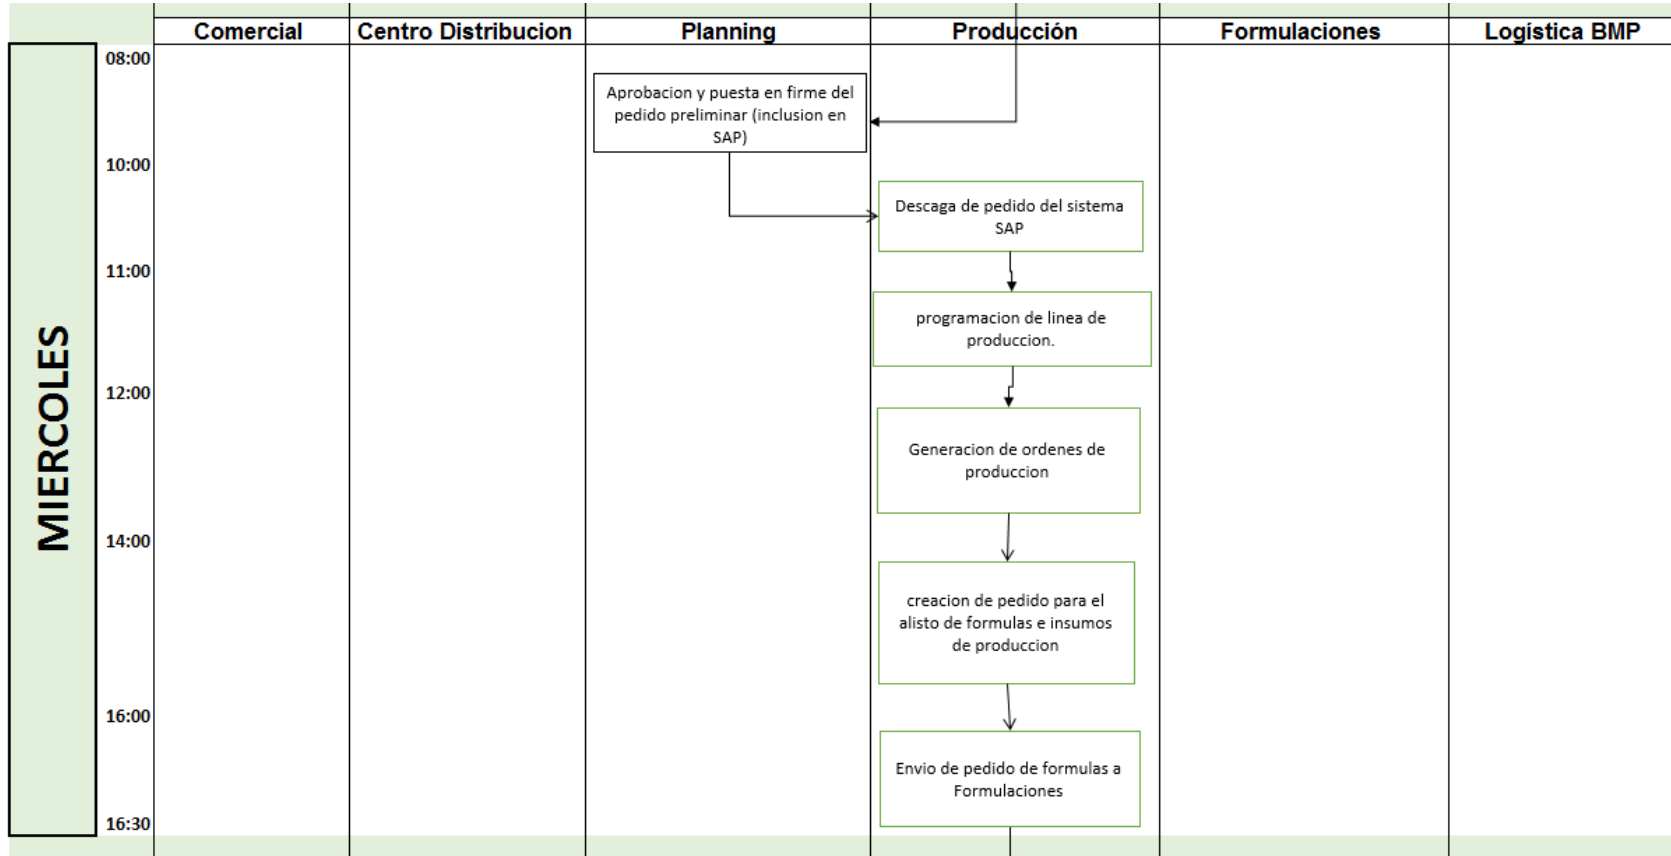 Comercial
Centro Distribucion
Planning
Producción
Formulaciones
Logística BMP
MIERCOLES
08:00
Aprobacion y puesta en firme del
pedido preliminar (inclusion en
SAP)
10:00
Descaga de pedido del sistema
SAP
11:00
programacion de linea de
produccion.
12:00
Generacion de ordenes de
produccion
14:00
creacion de pedido para el
alisto de formulas e insumos
de produccion
16:00
Envio de pedido de formulas a
Formulaciones
16:30